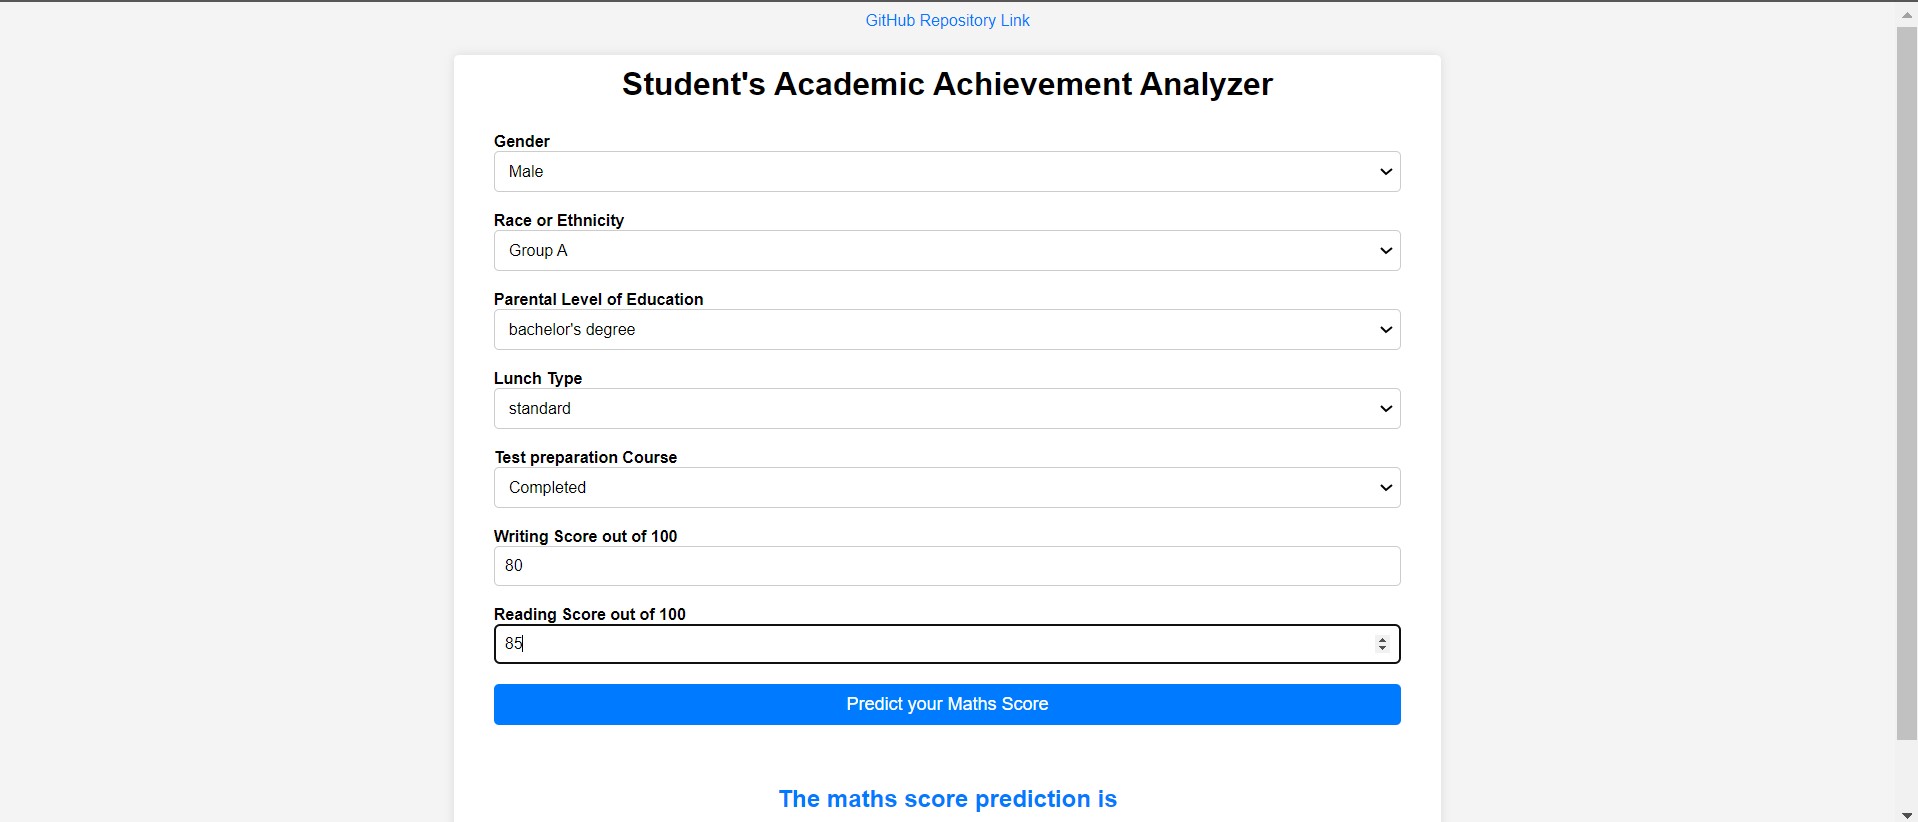 GitHub Repository Link
Student's Academic Achievement Analyzer
Gender
Male
Race or Ethnicity
Group A
Parental Level of Education
bachelor's degree
Lunch Type
standard
Test preparation Course
Completed
Writing Score out of 100
80
Reading Score out of 100
85
Predict your Maths Score
The maths score prediction is